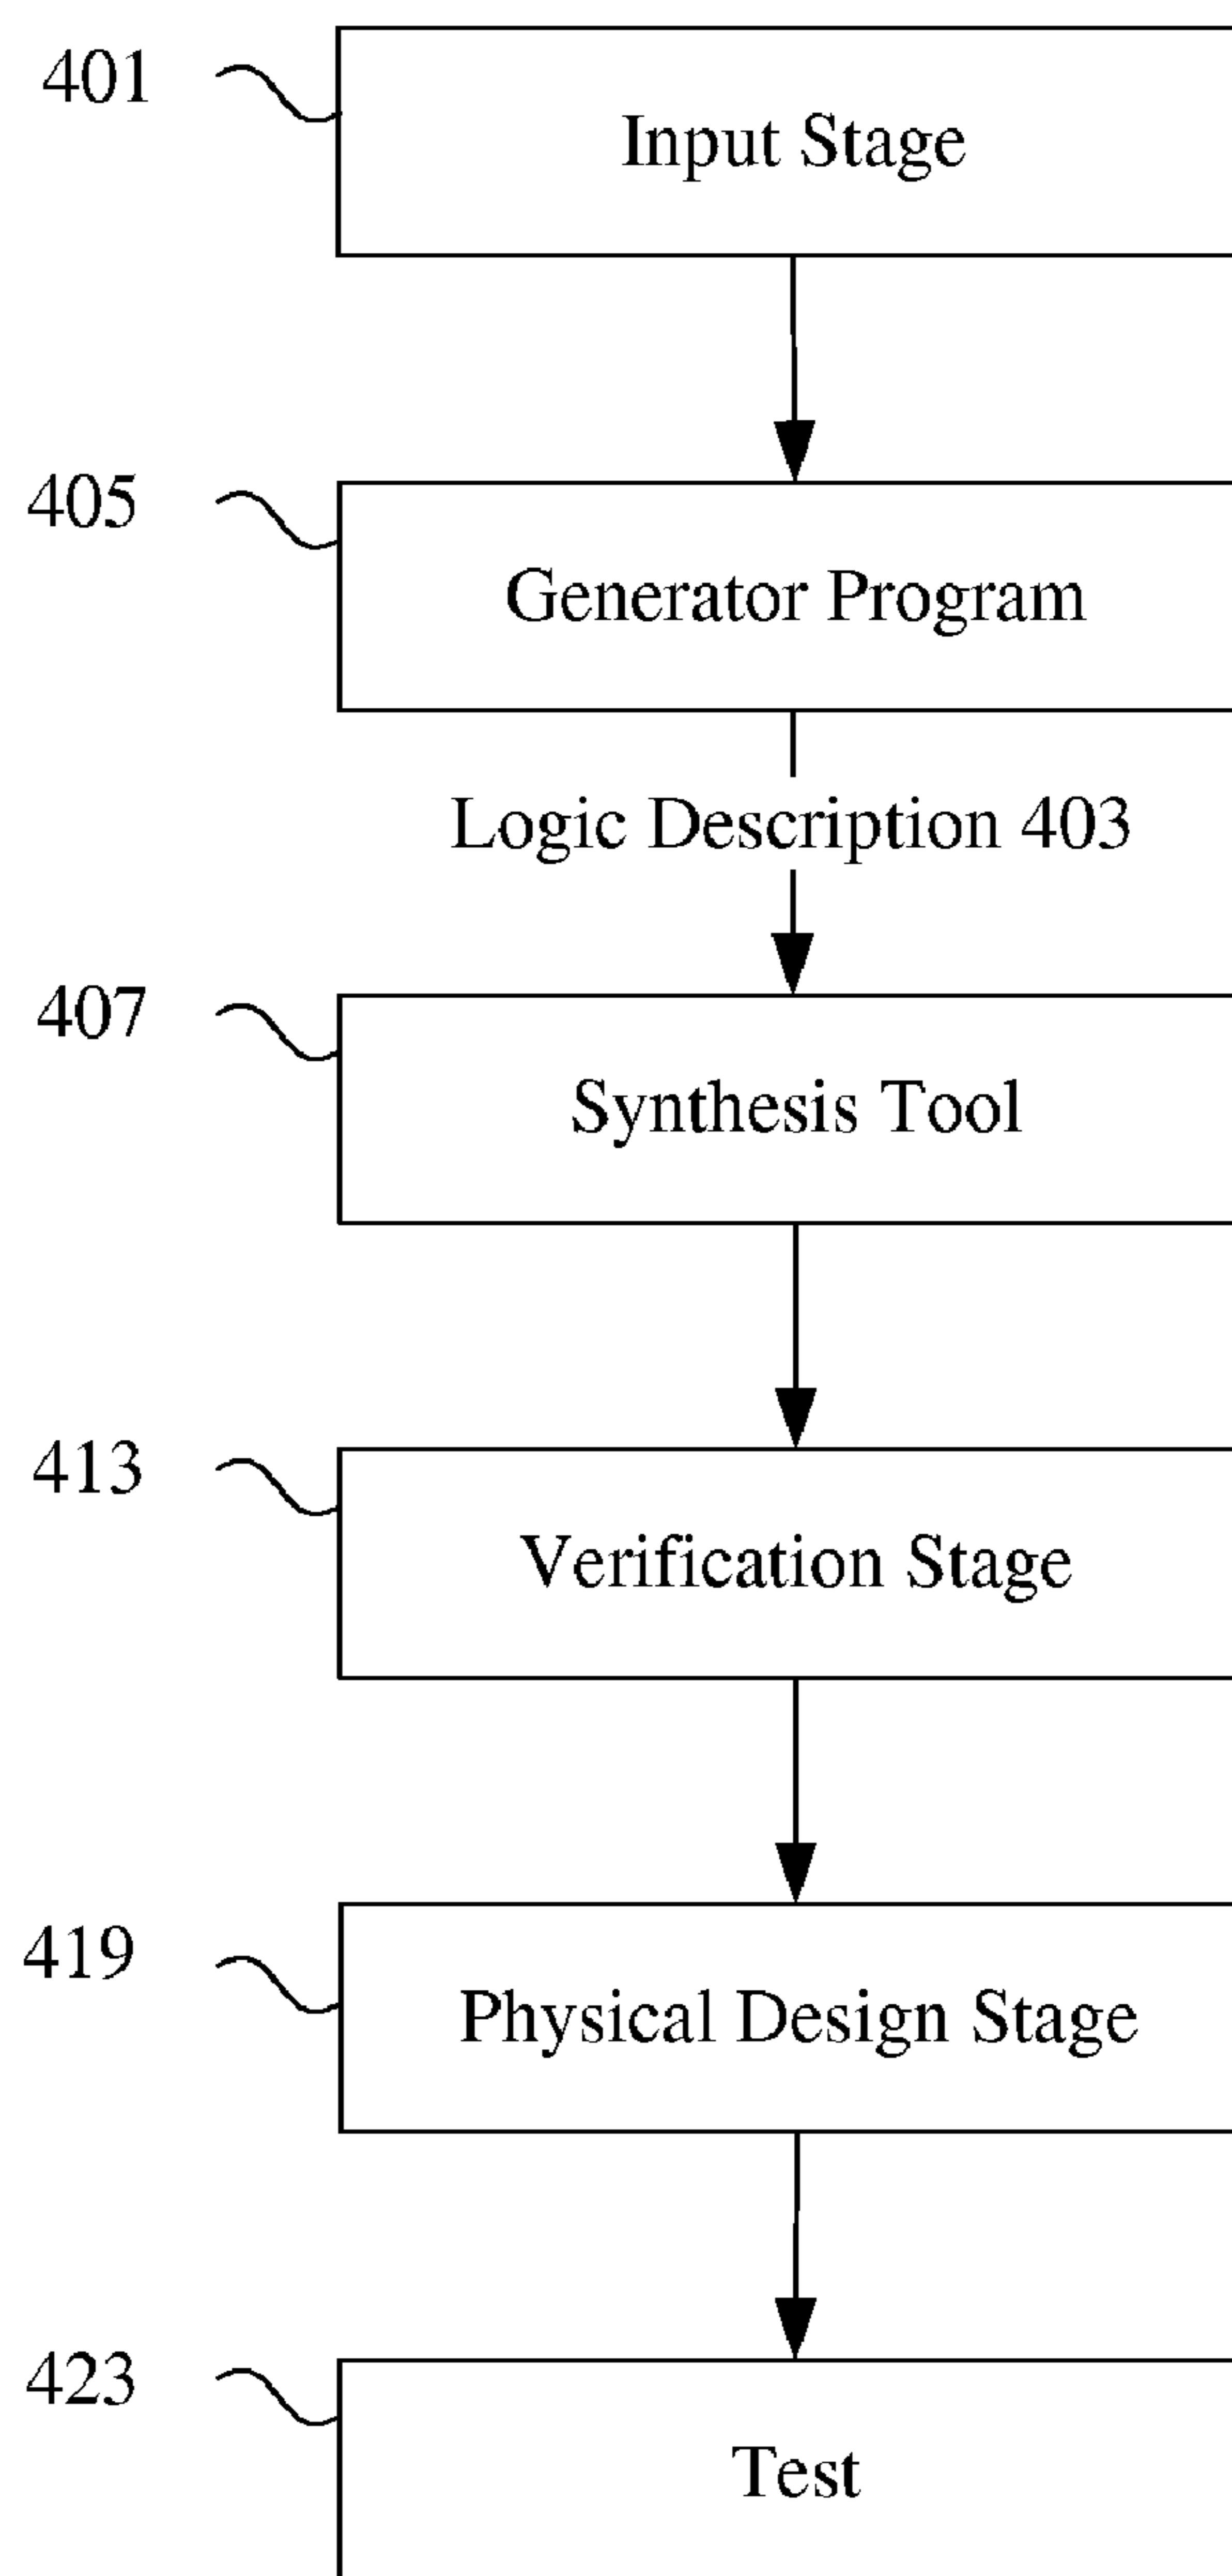 401
Input Stage
405
Generator Program
Logic Description 403
407
Synthesis Tool
413
Verification Stage
419
Physical Design Stage
423
Test